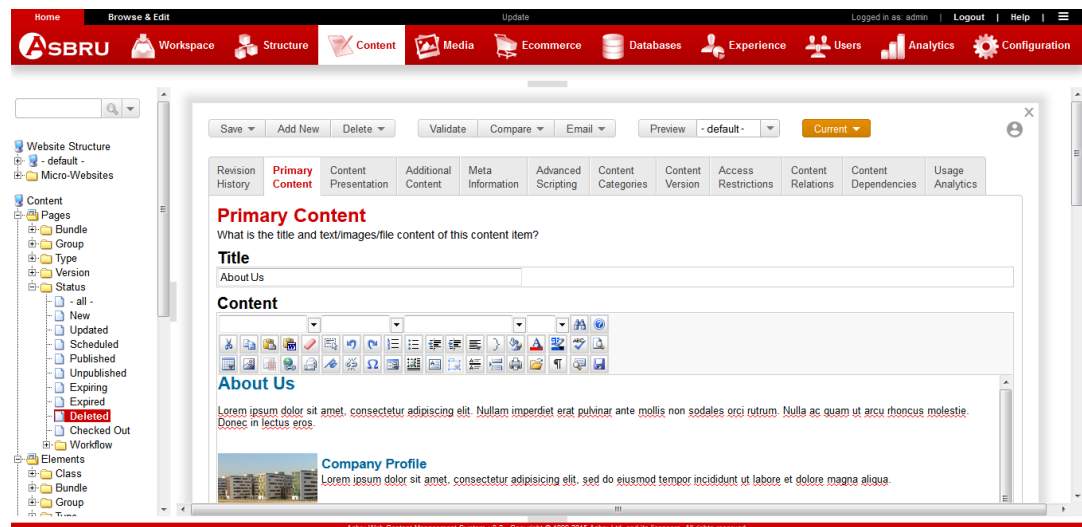 Home Browse & Edit Update Logged in as: admin | Logout | Help |
ASBRU Workspace Structure Content Media Ecommerce Databases Experience Users Analytics Configuration
Website Structure
- default -
Micro-Websites
Content
Pages
Bundle
Group
Type
Version
Status
- all -
New
Updated
Scheduled
Published
Unpublished
Expiring
Expired
Deleted
Checked Out
Workflow
Elements
Class
Bundle
Group
Type
X
Save Add New Delete Validate Compare Email Preview - default - Current
Revision History
Primary Content
Content Presentation
Additional Content
Meta Information
Advanced Scripting
Content Categories
Content Version
Access Restrictions
Content Relations
Content Dependencies
Usage Analytics
Primary Content
What is the title and text/images/file content of this content item?
Title
About Us
Content
About Us
Lorem ipsum dolor sit amet, consectetur adipiscing elit. Nullam imperdiet erat pulvinar ante mollis non sodales orci rutrum. Nulla ac quam ut arcu rhoncus molestie.
Donec in lectus eros.
Company Profile
Lorem ipsum dolor sit amet, consectetur adipisicing elit, sed do eiusmod tempor incididunt ut labore et dolore magna aliqua.